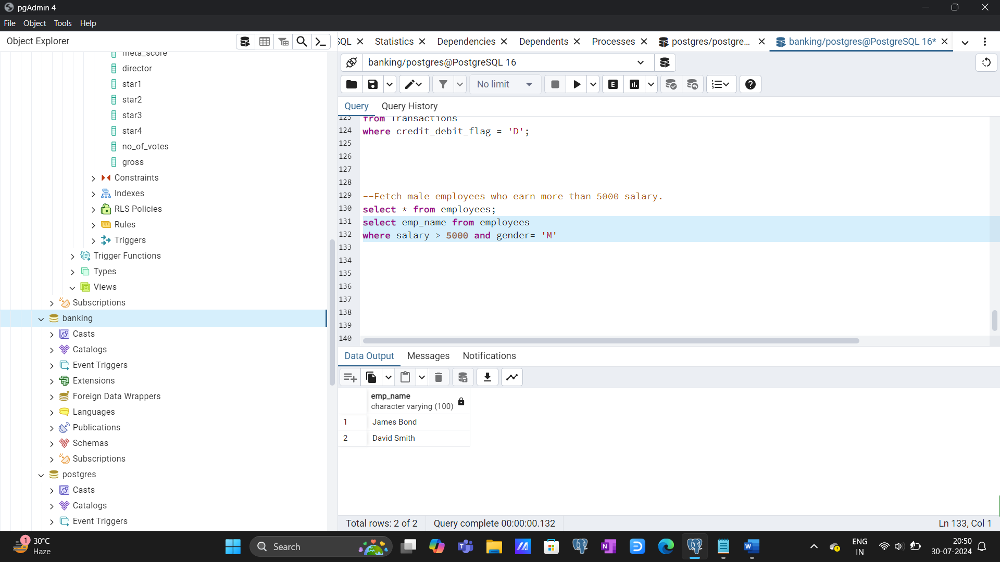 pgAdmin 4
File Object Tools Help
Object Explorer
SQL Statistics Dependencies Dependents Processes postgres/postgre... banking/postgres@PostgreSQL 16*
meta_score
director
star1
star2
star3
star4
no_of_votes
gross
Constraints
Indexes
RLS Policies
Rules
Triggers
Trigger Functions
Types
Views
Subscriptions
banking
Casts
Catalogs
Event Triggers
Extensions
Foreign Data Wrappers
Languages
Publications
Schemas
Subscriptions
postgres
Casts
Catalogs
Event Triggers
banking/postgres@PostgreSQL 16
No limit
E
Query Query History
123 from Transactions
124 where credit_debit_flag = 'D';
125
126
127
128
129 --Fetch male employees who earn more than 5000 salary.
130 select * from employees;
131 select emp_name from employees
132 where salary > 5000 and gender= 'M'
133
134
135
136
137
138
139
140
Data Output Messages Notifications
emp_name
character varying (100)
1 James Bond
2 David Smith
Total rows: 2 of 2 Query complete 00:00:00.132 Ln 133, Col 1
1
30°C
Haze
Search
ENG
IN
20:50
30-07-2024